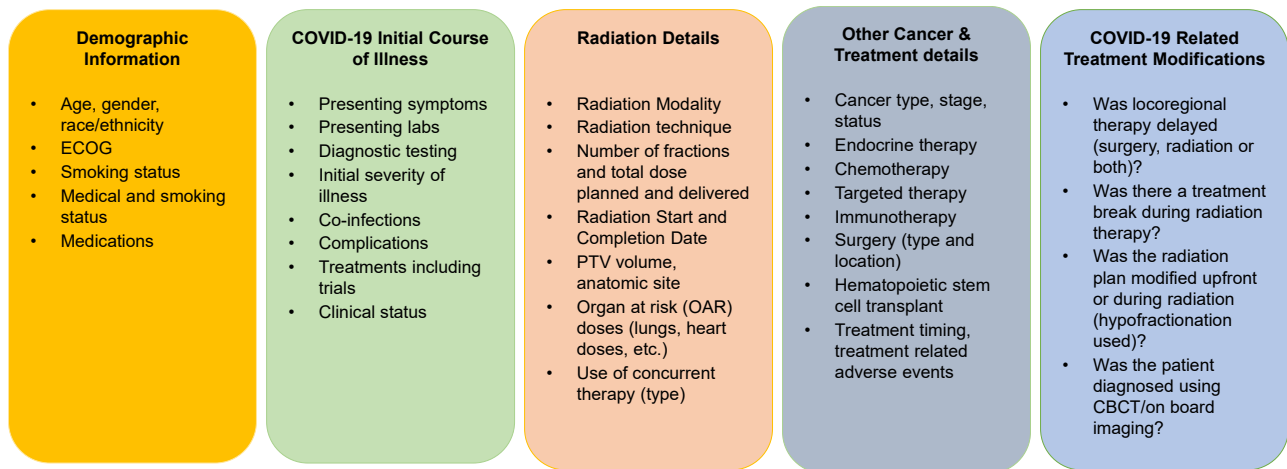 Demographic
Information
• Age, gender,
race/ethnicity
• ECOG
• Smoking status
• Medical and smoking
status
• Medications
COVID-19 Initial Course
of Illness
• Presenting symptoms
• Presenting labs
• Diagnostic testing
• Initial severity of
illness
• Co-infections
• Complications
• Treatments including
trials
• Clinical status
Radiation Details
• Radiation Modality
• Radiation technique
• Number of fractions
and total dose
planned and delivered
• Radiation Start and
Completion Date
• PTV volume,
anatomic site
• Organ at risk (OAR)
doses (lungs, heart
doses, etc.)
• Use of concurrent
therapy (type)
Other Cancer &
Treatment details
• Cancer type, stage,
status
• Endocrine therapy
• Chemotherapy
• Targeted therapy
• Immunotherapy
• Surgery (type and
location)
• Hematopoietic stem
cell transplant
• Treatment timing,
treatment related
adverse events
COVID-19 Related
Treatment Modifications
• Was locoregional
therapy delayed
(surgery, radiation or
both)?
• Was there a treatment
break during radiation
therapy?
• Was the radiation
plan modified upfront
or during radiation
(hypofractionation
used)?
• Was the patient
diagnosed using
CBCT/on board
imaging?